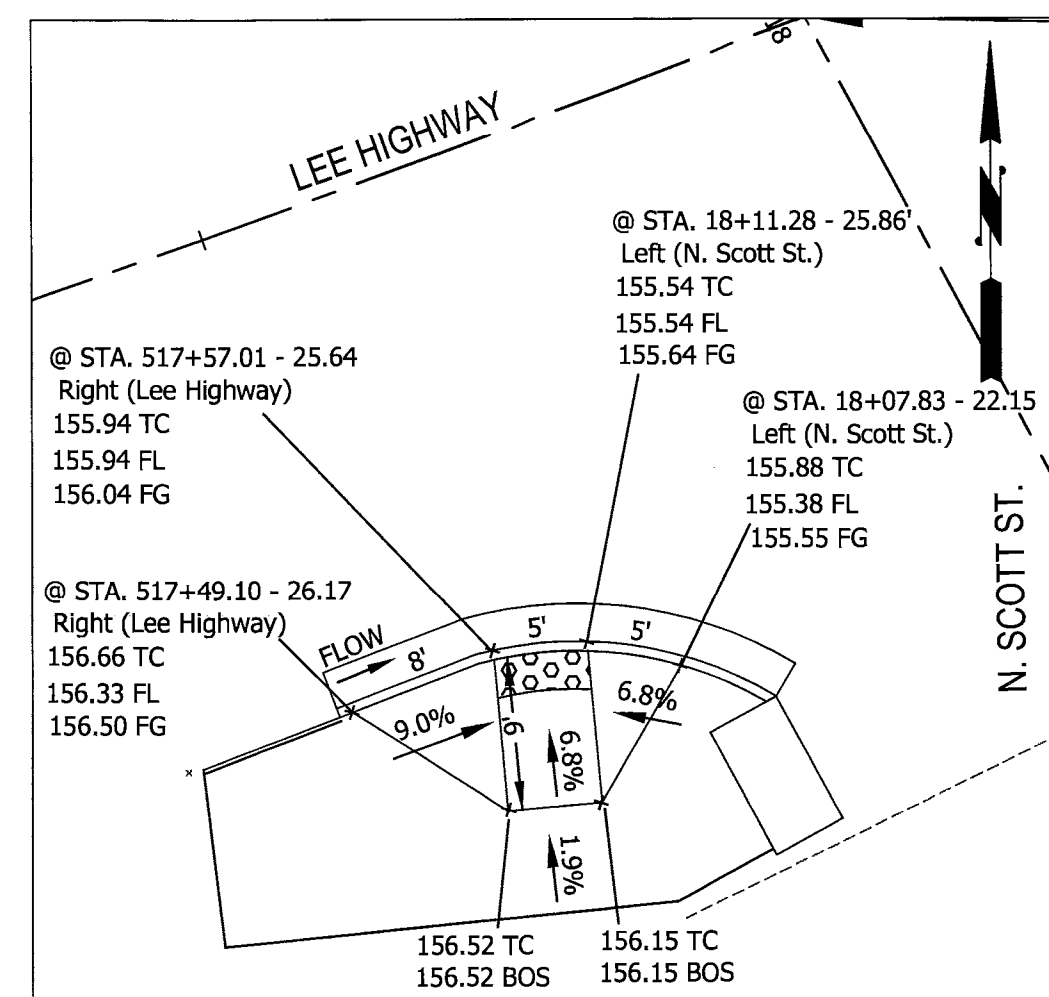 18
LEE HIGHWAY
@ STA. 18+11.28 - 25.86'
Left (N. Scott St.)
155.54 TC
155.54 FL
155.64 FG
@ STA. 517+57.01 - 25.64
Right (Lee Highway)
155.94 TC
155.94 FL
156.04 FG
@ STA. 18+07.83 - 22.15
Left (N. Scott St.)
155.88 TC
155.38 FL
155.55 FG
N. SCOTT ST.
@ STA. 517+49.10 - 26.17
Right (Lee Highway)
156.66 TC
156.33 FL
156.50 FG
FLOW
8'
5'
5'
9.0%
9'
6.8%
6.8%
1.9%
156.52 TC
156.52 BOS
156.15 TC
156.15 BOS